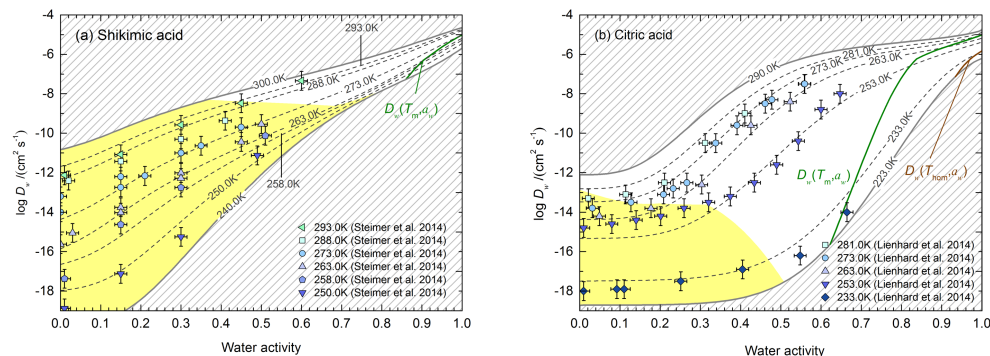 (a) Shikimic acid
log D_w /(cm² s⁻¹)
-4
-6
-8
-10
-12
-14
-16
-18
300.0K
293.0K
288.0K
273.0K
263.0K
258.0K
250.0K
240.0K
D_w(T_m,a_w)
293.0K (Steimer et al. 2014)
288.0K (Steimer et al. 2014)
273.0K (Steimer et al. 2014)
263.0K (Steimer et al. 2014)
258.0K (Steimer et al. 2014)
250.0K (Steimer et al. 2014)
0.0 0.1 0.2 0.3 0.4 0.5 0.6 0.7 0.8 0.9 1.0
Water activity
(b) Citric acid
log D_w /(cm² s⁻¹)
-4
-6
-8
-10
-12
-14
-16
-18
290.0K
281.0K
273.0K
263.0K
253.0K
233.0K
223.0K
D_w(T_m,a_w)
D_w(T_hom,a_w)
281.0K (Lienhard et al. 2014)
273.0K (Lienhard et al. 2014)
263.0K (Lienhard et al. 2014)
253.0K (Lienhard et al. 2014)
233.0K (Lienhard et al. 2014)
0.0 0.1 0.2 0.3 0.4 0.5 0.6 0.7 0.8 0.9 1.0
Water activity